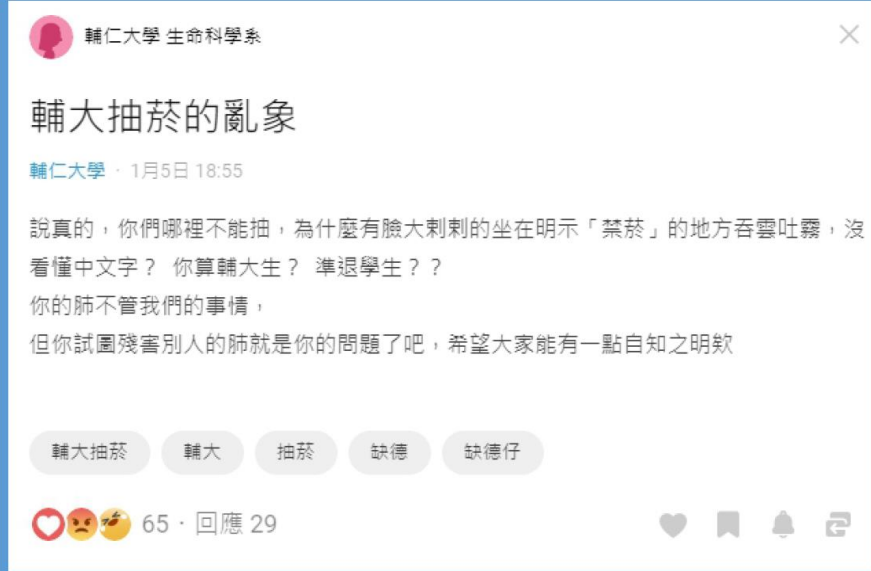 輔仁大學 生命科學系
輔大抽菸的亂象
輔仁大學 · 1月5日 18:55
說真的，你們哪裡不能抽，為什麼有臉大剌剌的坐在明示「禁菸」的地方吞雲吐霧，沒
看懂中文字？ 你算輔大生？ 準退學生？？
你的肺不管我們的事情，
但你試圖殘害別人的肺就是你的問題了吧，希望大家能有一點自知之明欸
輔大抽菸 輔大 抽菸 缺德 缺德仔
65 · 回應 29